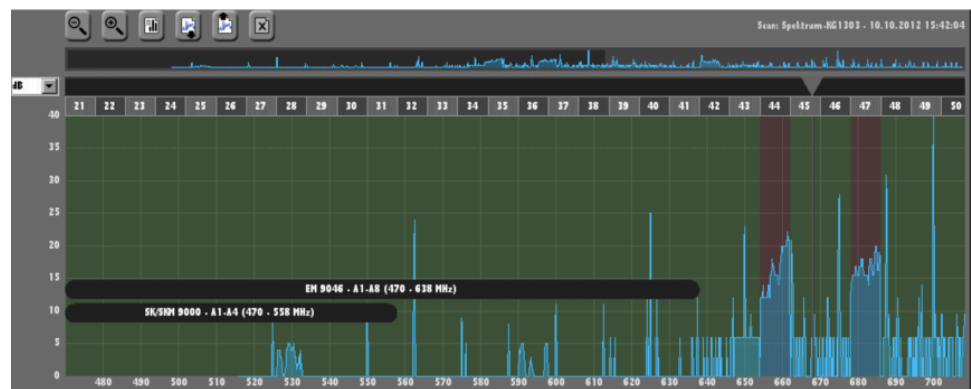 Scan: Spektrum-KG1303 - 10.10.2012 15:42:04
dB
21 22 23 24 25 26 27 28 29 30 31 32 33 34 35 36 37 38 39 40 41 42 43 44 45 46 47 48 49 50
40
35
30
25
20
15
EM 9046 - A1-A8 (470 - 638 MHz)
10
SK/SKM 9000 - A1-A4 (470 - 558 MHz)
5
0
480 490 500 510 520 530 540 550 560 570 580 590 600 610 620 630 640 650 660 670 680 690 700